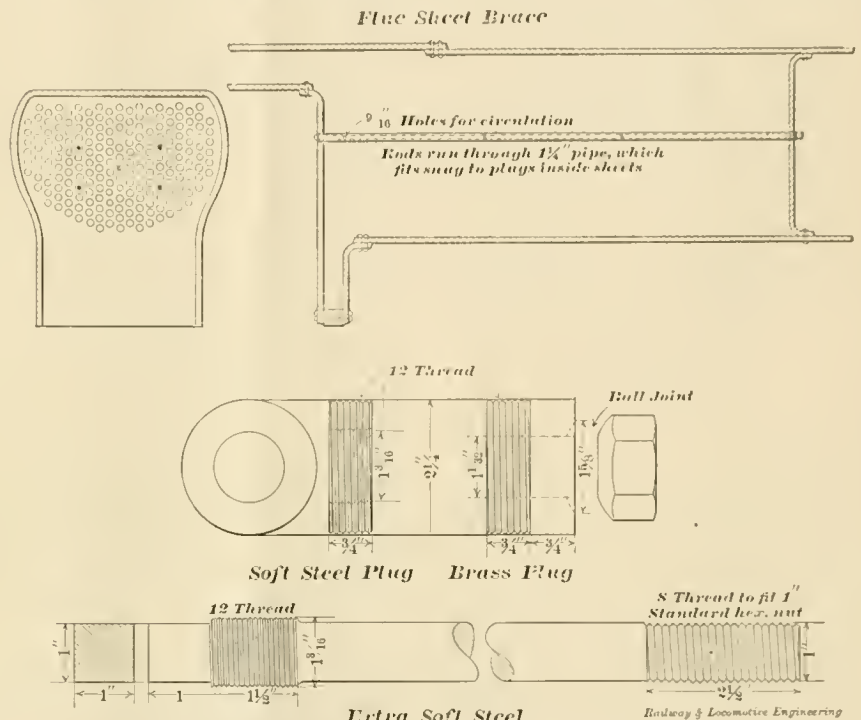 Flue Sheet Brace
9/16" Holes for circulation
Rods run through 1¼" pipe, which
fits snug to plugs inside sheets
12 Thread
Ball Joint
1 3/16"
2¼"
1 1/32"
1 5/8"
¾"
¾"
¾"
Soft Steel Plug Brass Plug
12 Thread
8 Thread to fit 1"
Standard hex. nut
1"
1 3/16"
1"
1"
1
1½"
2½"
Extra Soft Steel
Railway & Locomotive Engineering